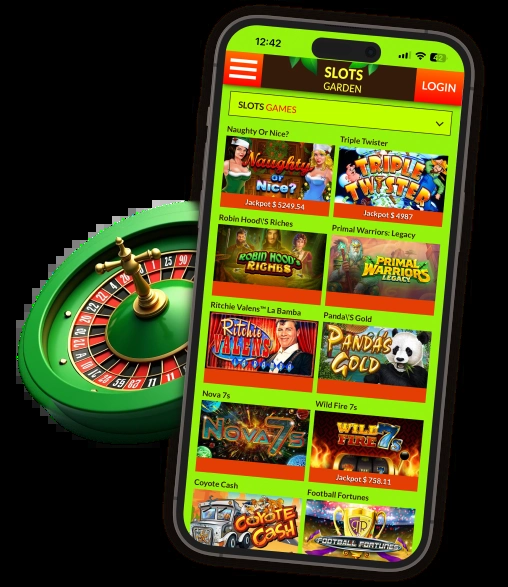 12:42
42
SLOTS
GARDEN
LOGIN
SLOTS GAMES
Naughty Or Nice?
Triple Twister
Naughty
or
Nice?
TRIPLE
TWISTER
Jackpot $ 5249.54
Jackpot $ 4987
Robin Hood\'S Riches
Primal Warriors: Legacy
ROBIN HOOD'S
RICHES
PRIMAL
WARRIORS
LEGACY
Ritchie Valens™ La Bamba
Panda\'S Gold
Ritchie
VALENS
LA BAMBA
PANDA'S
GOLD
Nova 7s
Wild Fire 7s
NOVA 7s
WILD
FIRE 7s
Jackpot $ 758.11
Coyote Cash
Football Fortunes
COYOTE
CASH
FOOTBALL FORTUNES